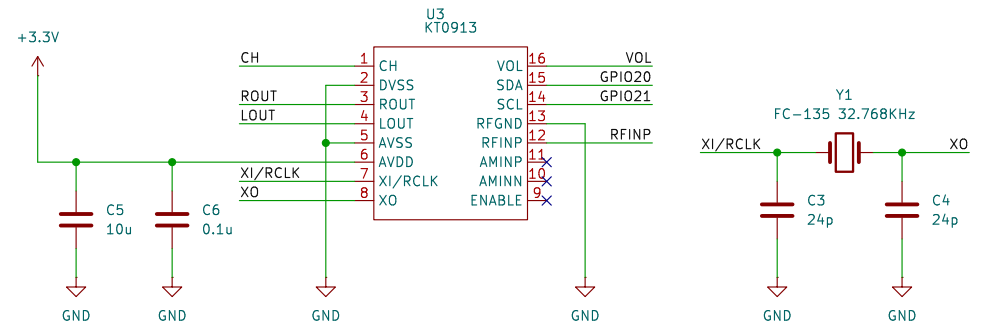 U3
KT0913
+3.3V
CH
1
CH
VOL
16
VOL
2
DVSS
SDA
15
GPIO20
ROUT
3
ROUT
SCL
14
GPIO21
LOUT
4
LOUT
RFGND
13
5
AVSS
RFINP
12
RFINP
6
AVDD
AMINP
11
XI/RCLK
7
XI/RCLK
AMINN
10
XO
8
XO
ENABLE
9
C5
10u
C6
0.1u
GND
GND
GND
GND
Y1
FC-135 32.768KHz
XI/RCLK
XO
C3
24p
C4
24p
GND
GND